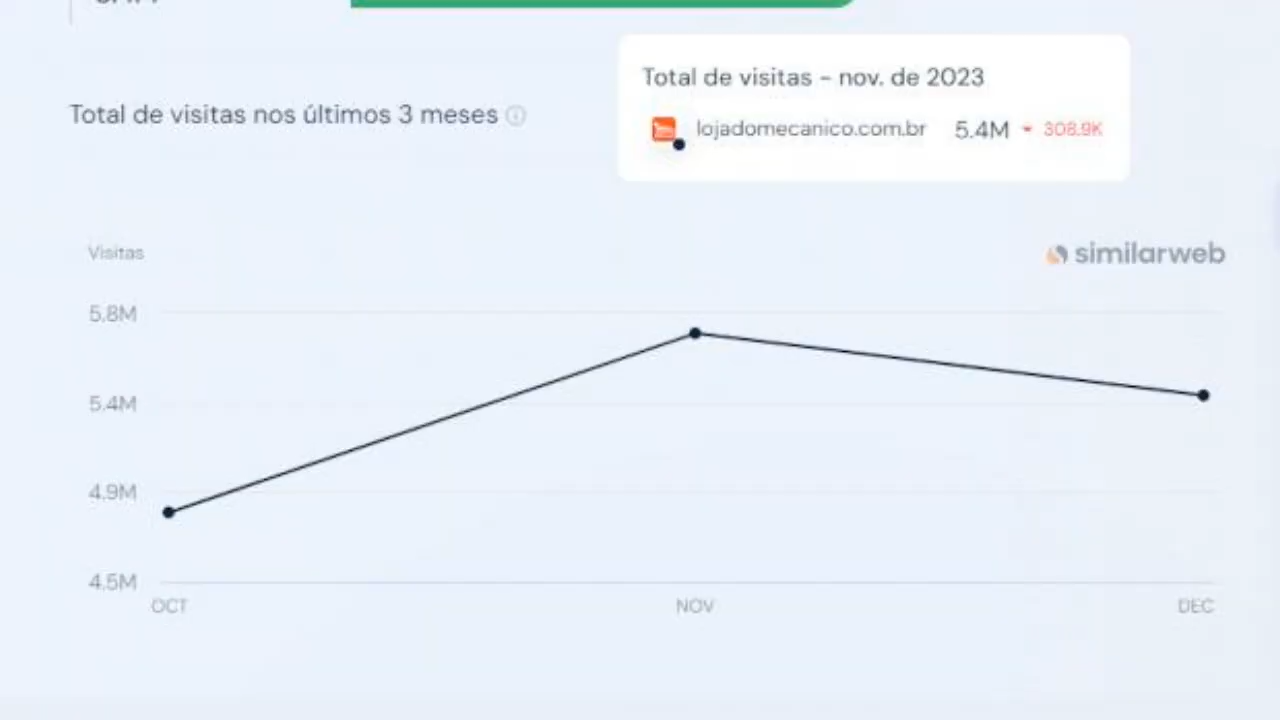 Total de visitas - nov. de 2023
Total de visitas nos últimos 3 meses
lojadomecanico.com.br 5.4M 308.9K
Visitas
similarweb
5.8M
5.4M
4.9M
4.5M
OCT NOV DEC